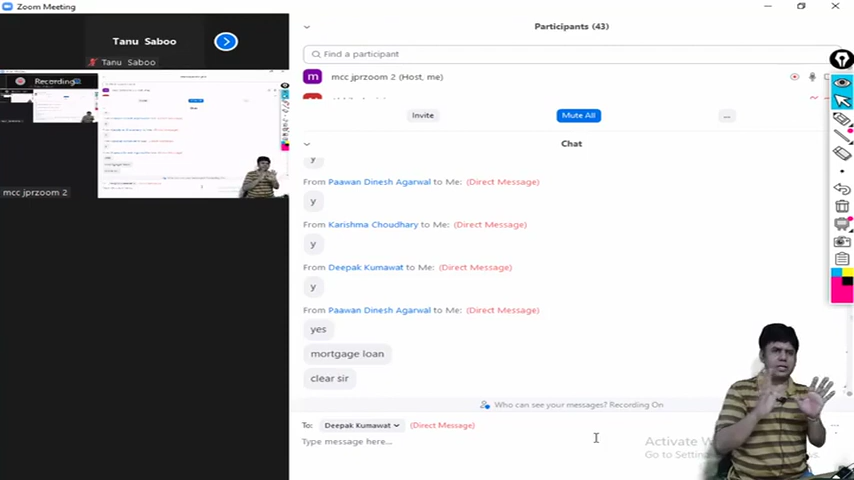 Zoom Meeting
Tanu Saboo
Tanu Saboo
Recording
mcc jprzoom 2
Participants (43)
Find a participant
m mcc jprzoom 2 (Host, me)
Invite
Mute All
...
Chat
y
From Paawan Dinesh Agarwal to Me: (Direct Message)
y
From Karishma Choudhary to Me: (Direct Message)
y
From Deepak Kumawat to Me: (Direct Message)
y
From Paawan Dinesh Agarwal to Me: (Direct Message)
yes
mortgage loan
clear sir
Who can see your messages? Recording On
To: Deepak Kumawat (Direct Message)
Type message here...
Activate
Go to Setting